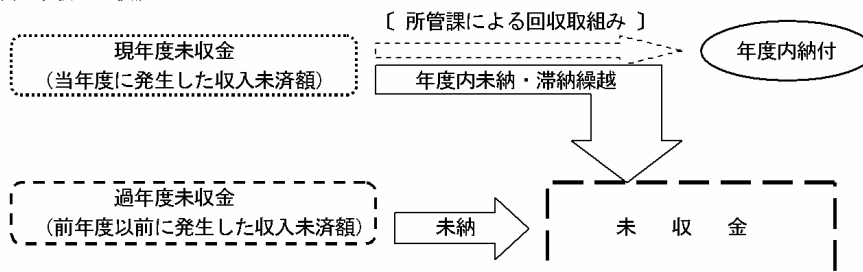 〔 所管課による回収取組み 〕
現年度未収金
(当年度に発生した収入未済額)
年度内納付
年度内未納・滞納繰越
過年度未収金
(前年度以前に発生した収入未済額)
未納
未 収 金